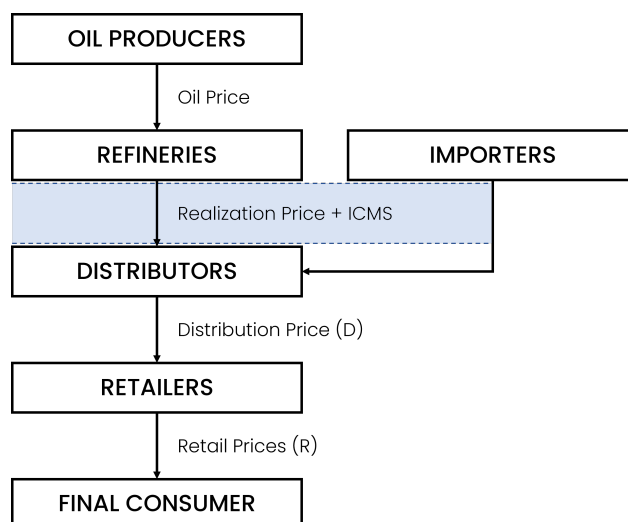 OIL PRODUCERS
Oil Price
REFINERIES
IMPORTERS
Realization Price + ICMS
DISTRIBUTORS
Distribution Price (D)
RETAILERS
Retail Prices (R)
FINAL CONSUMER